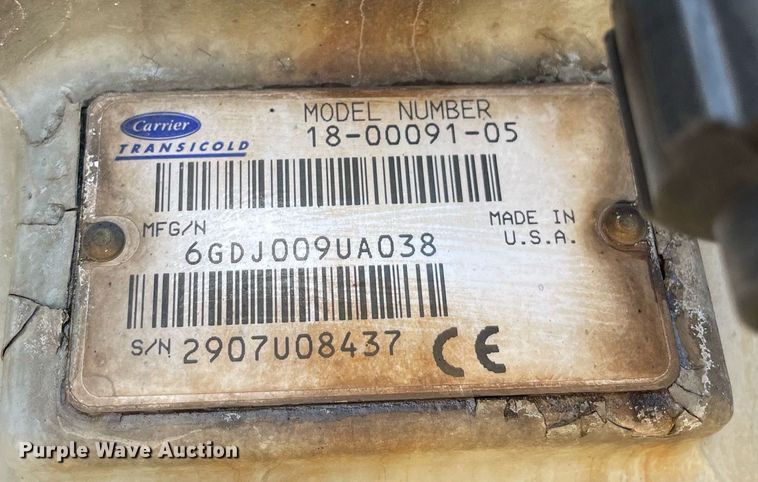 Carrier
TRANSICOLD
MODEL NUMBER
18-00091-05
MFG/N
6GDJ009UA038
MADE IN
U.S.A.
S/N 2907U08437 CE
Purple Wave Auction